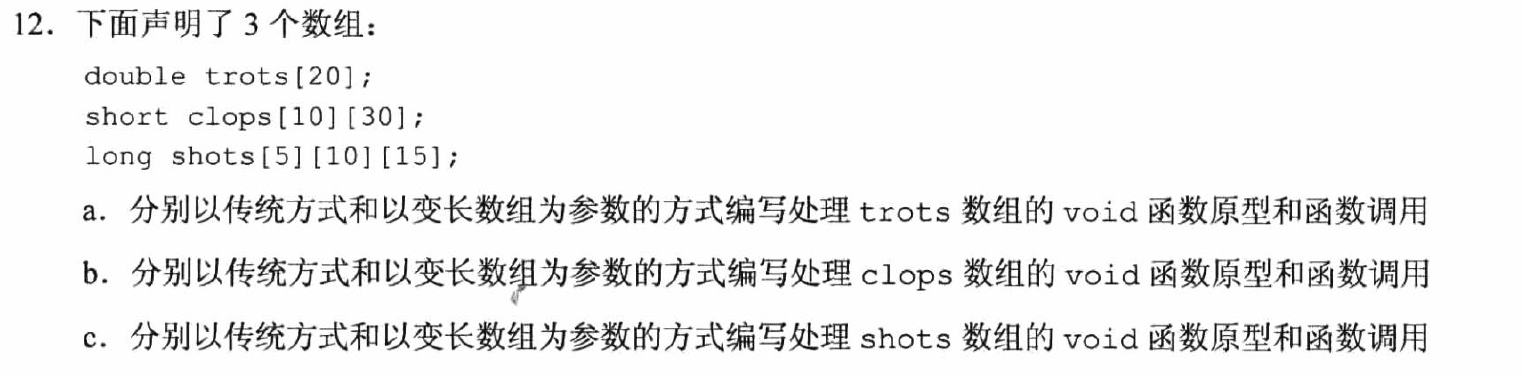 12．下面声明了 3 个数组：
double trots[20];
short clops[10][30];
long shots[5][10][15];
a．分别以传统方式和以变长数组为参数的方式编写处理 trots 数组的 void 函数原型和函数调用
b．分别以传统方式和以变长数组为参数的方式编写处理 clops 数组的 void 函数原型和函数调用
c．分别以传统方式和以变长数组为参数的方式编写处理 shots 数组的 void 函数原型和函数调用